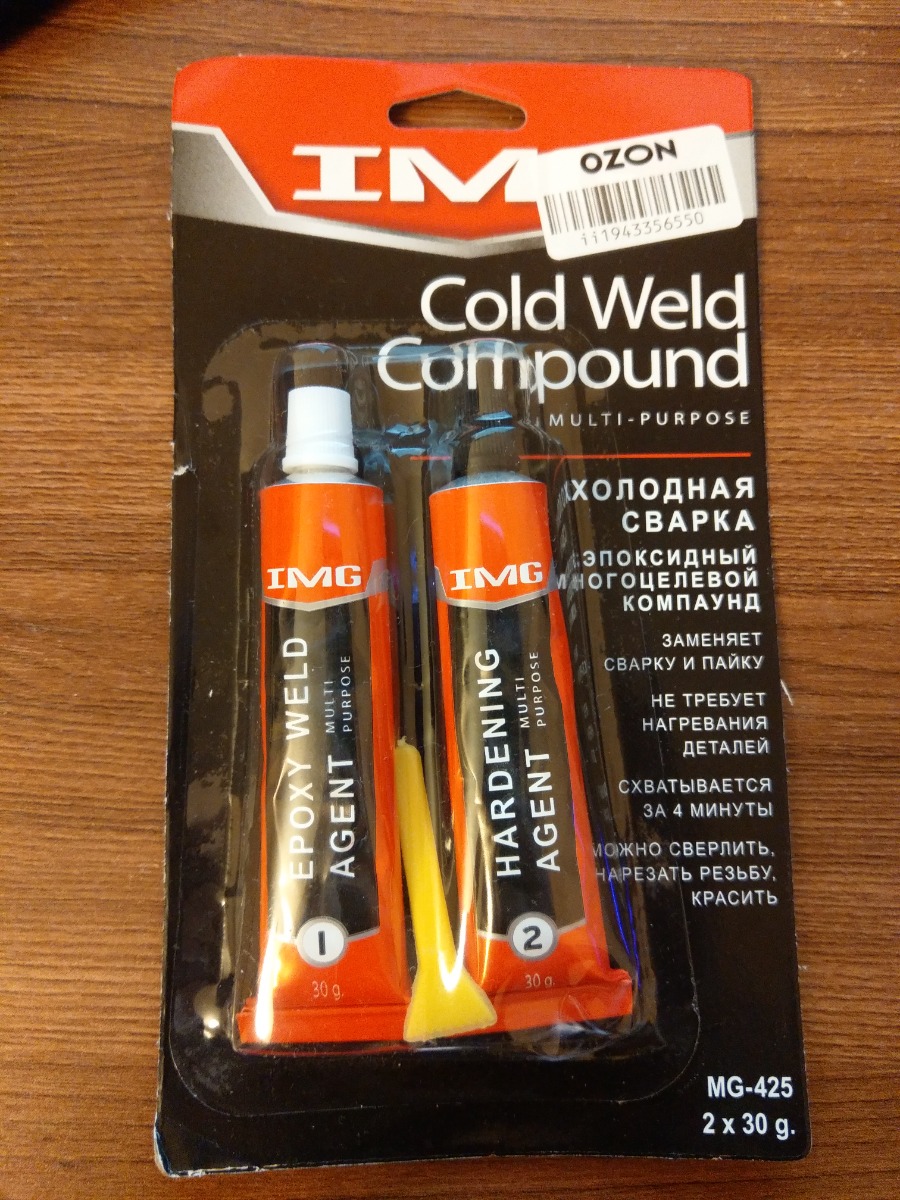 OZON
ii1943356550
Cold Weld
Compound
MULTI-PURPOSE
ХОЛОДНАЯ
СВАРКА
ЭПОКСИДНЫЙ
МНОГОЦЕЛЕВОЙ
КОМПАУНД
ЗАМЕНЯЕТ
СВАРКУ И ПАЙКУ
НЕ ТРЕБУЕТ
НАГРЕВАНИЯ
ДЕТАЛЕЙ
СХВАТЫВАЕТСЯ
ЗА 4 МИНУТЫ
МОЖНО СВЕРЛИТЬ,
НАРЕЗАТЬ РЕЗЬБУ,
КРАСИТЬ
IMG
EPOXY WELD
AGENT
MULTI
PURPOSE
1
30 g.
IMG
HARDENING
AGENT
MULTI
PURPOSE
2
30 g.
MG-425
2 x 30 g.